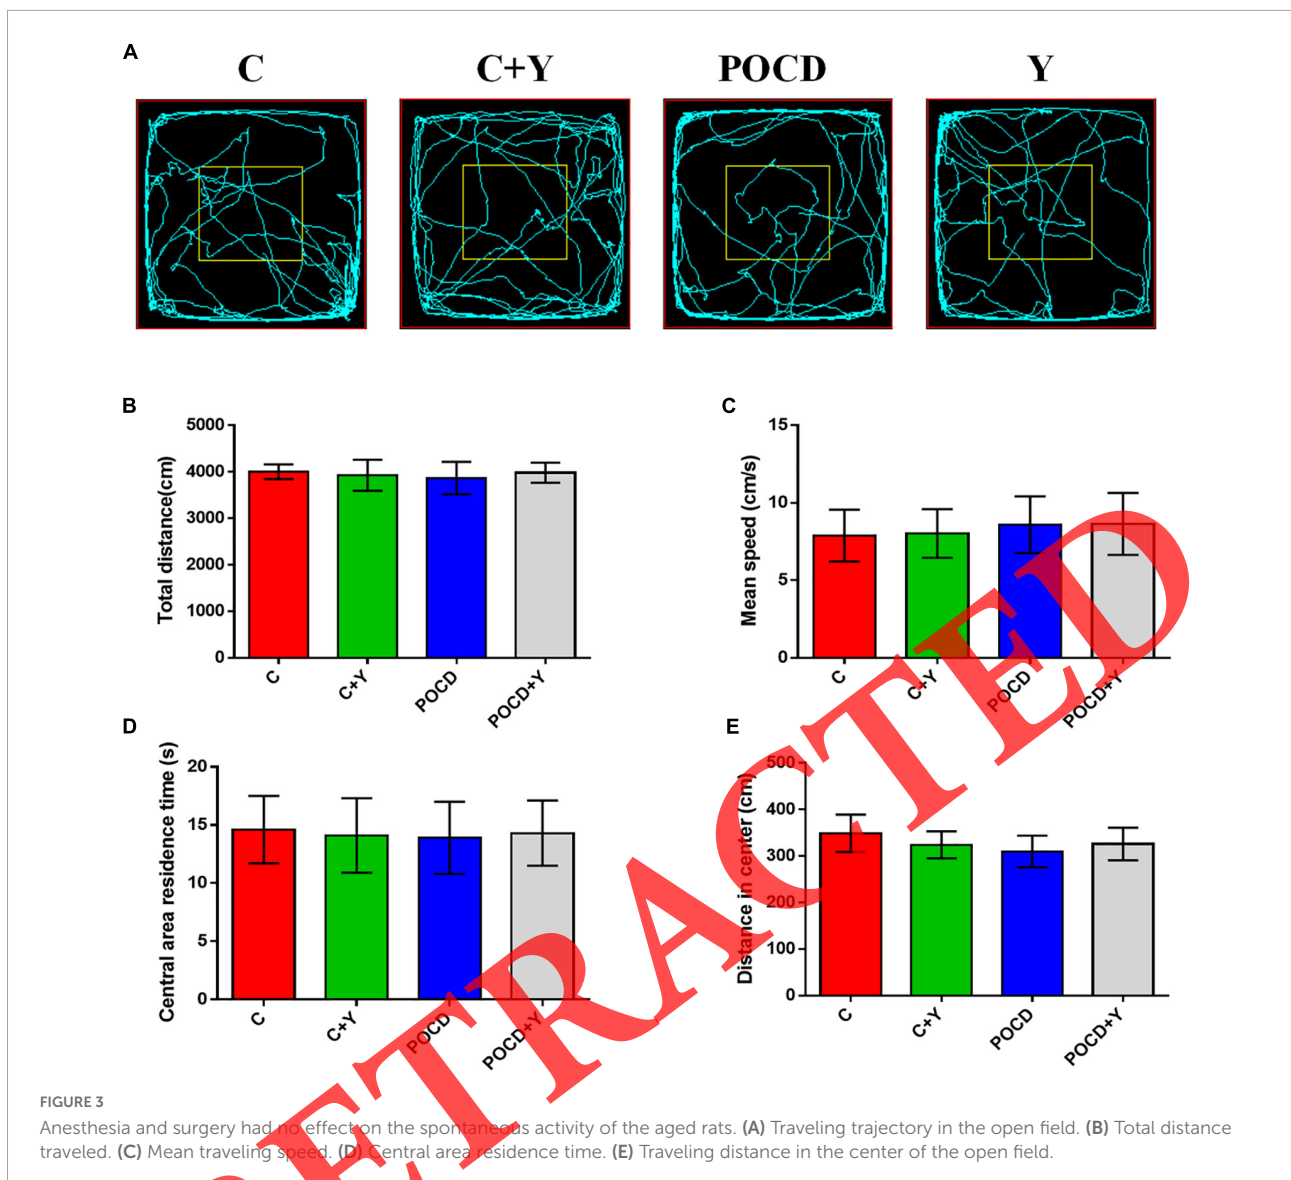 A
C
C+Y
POCD
Y
B
5000
4000
3000
2000
1000
0
Total distance(cm)
C
C+Y
POCD
POCD+Y
C
15
10
5
0
Mean speed (cm/s)
C
C+Y
POCD
POCD+Y
D
20
15
10
5
0
Central area residence time (s)
C
C+Y
POCD
POCD+Y
E
500
400
300
200
100
0
Distance in center (cm)
C
C+Y
POCD
POCD+Y
RETRACTED
FIGURE 3
Anesthesia and surgery had no effect on the spontaneous activity of the aged rats. (A) Traveling trajectory in the open field. (B) Total distance
traveled. (C) Mean traveling speed. (D) Central area residence time. (E) Traveling distance in the center of the open field.